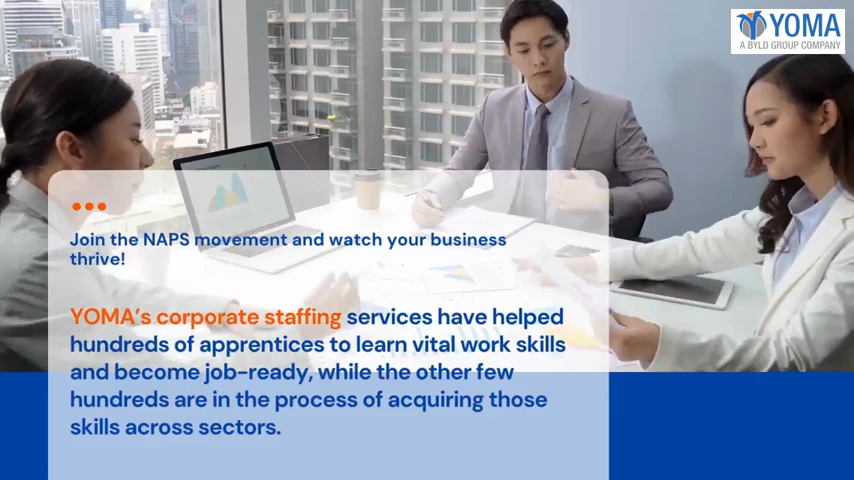 YOMA
A BYLD GROUP COMPANY
Join the NAPS movement and watch your business
thrive!
YOMA's corporate staffing services have helped
hundreds of apprentices to learn vital work skills
and become job-ready, while the other few
hundreds are in the process of acquiring those
skills across sectors.